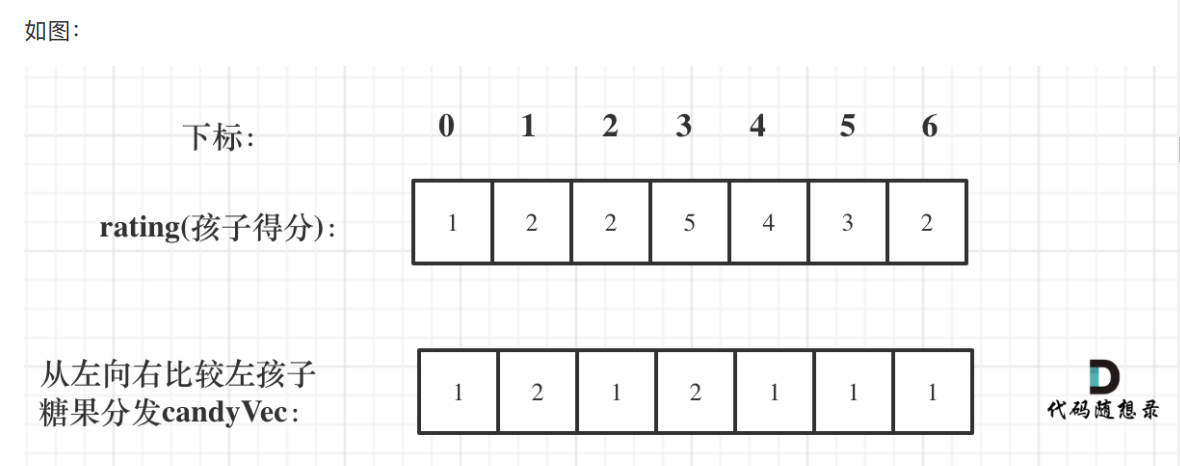 如图：
下标: 0 1 2 3 4 5 6
rating(孩子得分): 1 2 2 5 4 3 2
从左向右比较左孩子
糖果分发candyVec: 1 2 1 2 1 1 1
代码随想录